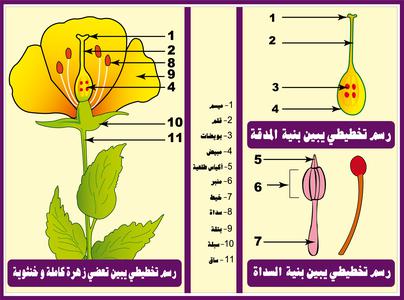 1
2
8
9
4
10
11
رسم تخطيطي يبين تعضي زهرة كاملة و خنثوية
1- ميسم
2- قلم
3- بويضات
4- مبيض
5- أكياس طلعية
6- منبر
7- خيط
8- سداة
9- بتلة
10- سبلة
11- ساق
1
2
3
4
رسم تخطيطي يبين بنية المدقة
5
6
7
رسم تخطيطي يبين بنية السداة